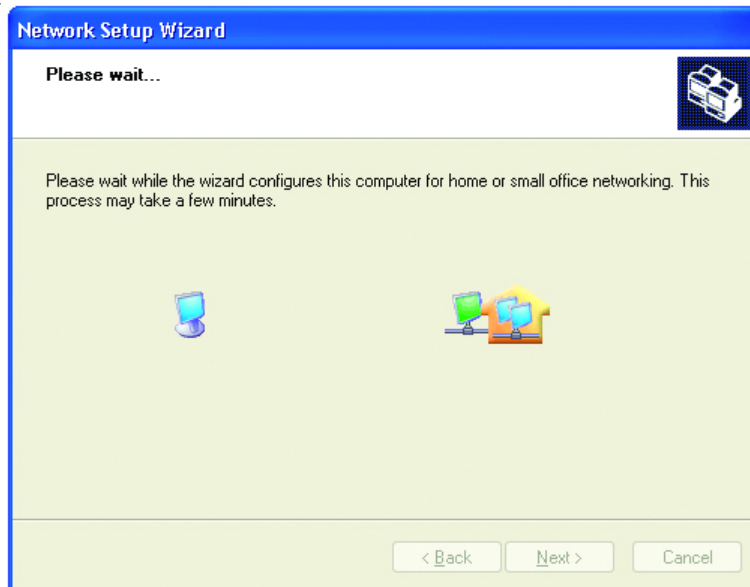 Network Setup Wizard
Please wait...
Please wait while the wizard configures this computer for home or small office networking. This
process may take a few minutes.
< Back
Next >
Cancel